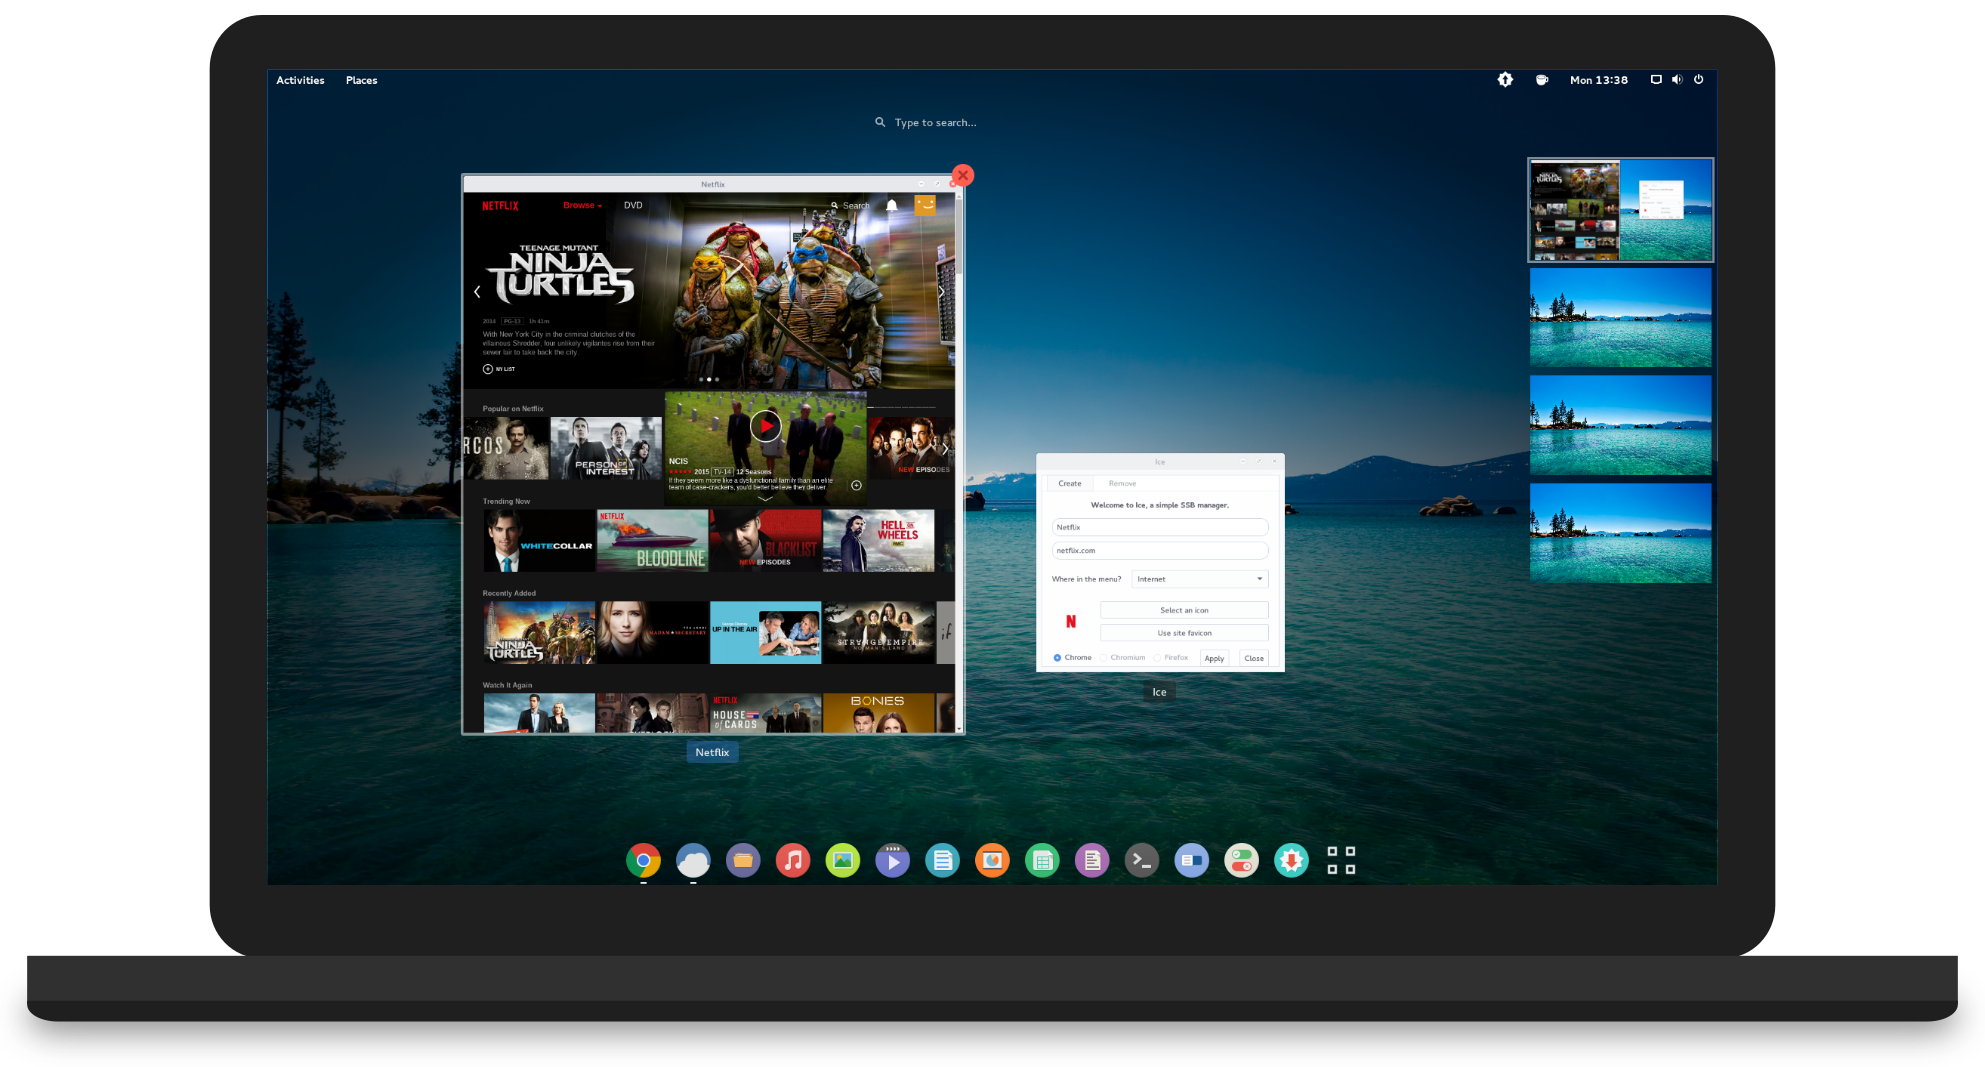 Activities Places
Mon 13:38
Type to search...
Netflix
NETFLIX Browse DVD Search
TEENAGE MUTANT
NINJA
TURTLES
2014 PG-13 1h 41m
With New York City in the criminal clutches of the
villainous Shredder, four unlikely vigilantes rise from their
sewer lair to take back the city.
MY LIST
Popular on Netflix
RCOS
PERSON OF
INTEREST
NCIS
2015 TV-14 12 Seasons
If they seem more like a dysfunctional family than an elite
team of case-crackers, you'd better believe they deliver.
NEW EPISODES
Trending Now
WHITECOLLAR
NETFLIX
BLOODLINE
BLACKLIST
NEW EPISODES
HELL ON
WHEELS
Recently Added
NINJA
TURTLES
MADAM SECRETARY
UP IN THE AIR
STRANGE EMPIRE
NO MAN'S LAND
if
Watch It Again
NETFLIX
HOUSE
of CARDS
BONES
Netflix
Ice
Create Remove
Welcome to Ice, a simple SSB manager.
Netflix
netflix.com
Where in the menu? Internet
N
Select an icon
Use site favicon
Chrome Chromium Firefox Apply Close
Ice